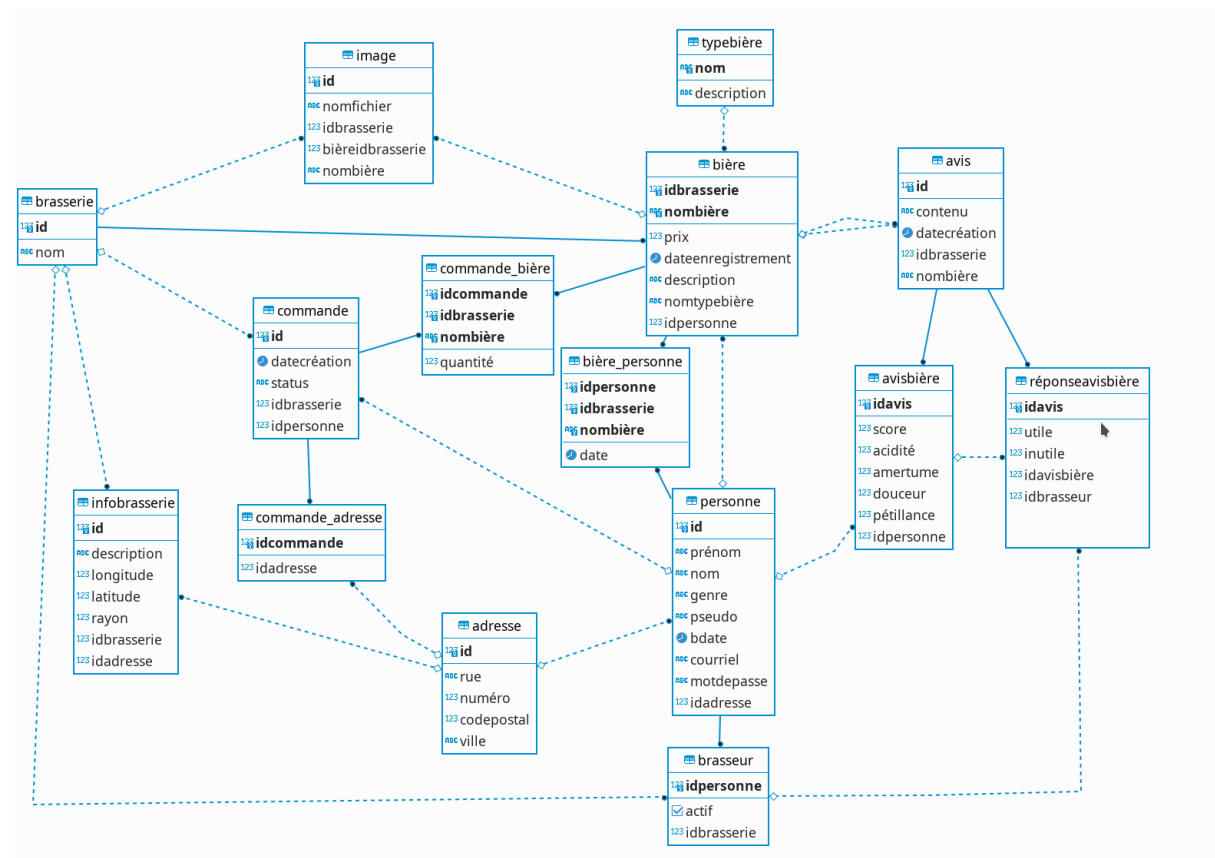 image
id
nomfichier
idbrasserie
bièreidbrasserie
nombière
typebière
nom
description
brasserie
id
nom
bière
idbrasserie
nombière
prix
dateenregistrement
description
nomtypebière
idpersonne
avis
id
contenu
datecréation
idbrasserie
nombière
commande_bière
idcommande
idbrasserie
nombière
quantité
commande
id
datecréation
status
idbrasserie
idpersonne
bière_personne
idpersonne
idbrasserie
nombière
date
avisbière
idavis
score
acidité
amertume
douceur
pétillance
idpersonne
réponseavisbière
idavis
utile
inutile
idavisbière
idbrasseur
infobrasserie
id
description
longitude
latitude
rayon
idbrasserie
idadresse
commande_adresse
idcommande
idadresse
personne
id
prénom
nom
genre
pseudo
bdate
courriel
motdepasse
idadresse
adresse
id
rue
numéro
codepostal
ville
brasseur
idpersonne
actif
idbrasserie